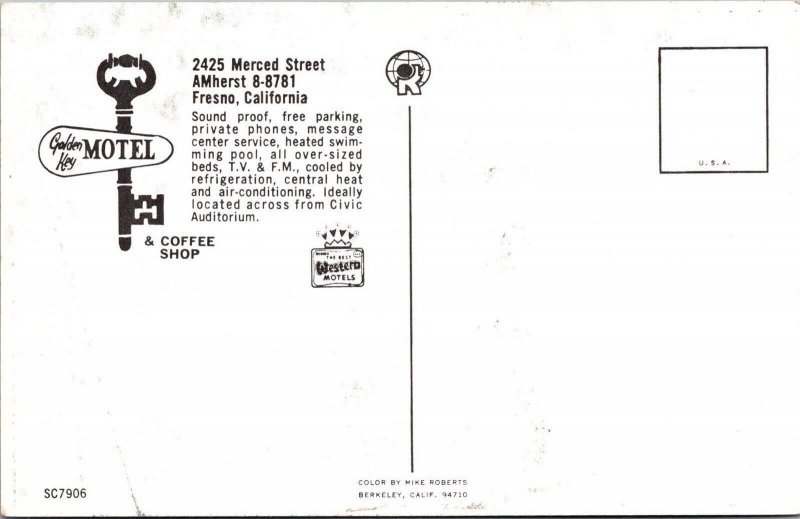 Golden
Key
MOTEL
& COFFEE
SHOP
2425 Merced Street
AMherst 8-8781
Fresno, California
Sound proof, free parking,
private phones, message
center service, heated swim-
ming pool, all over-sized
beds, T.V. & F.M., cooled by
refrigeration, central heat
and air-conditioning. Ideally
located across from Civic
Auditorium.
THE BEST
Western
MOTELS
R
U.S.A.
SC7906
COLOR BY MIKE ROBERTS
BERKELEY, CALIF. 94710